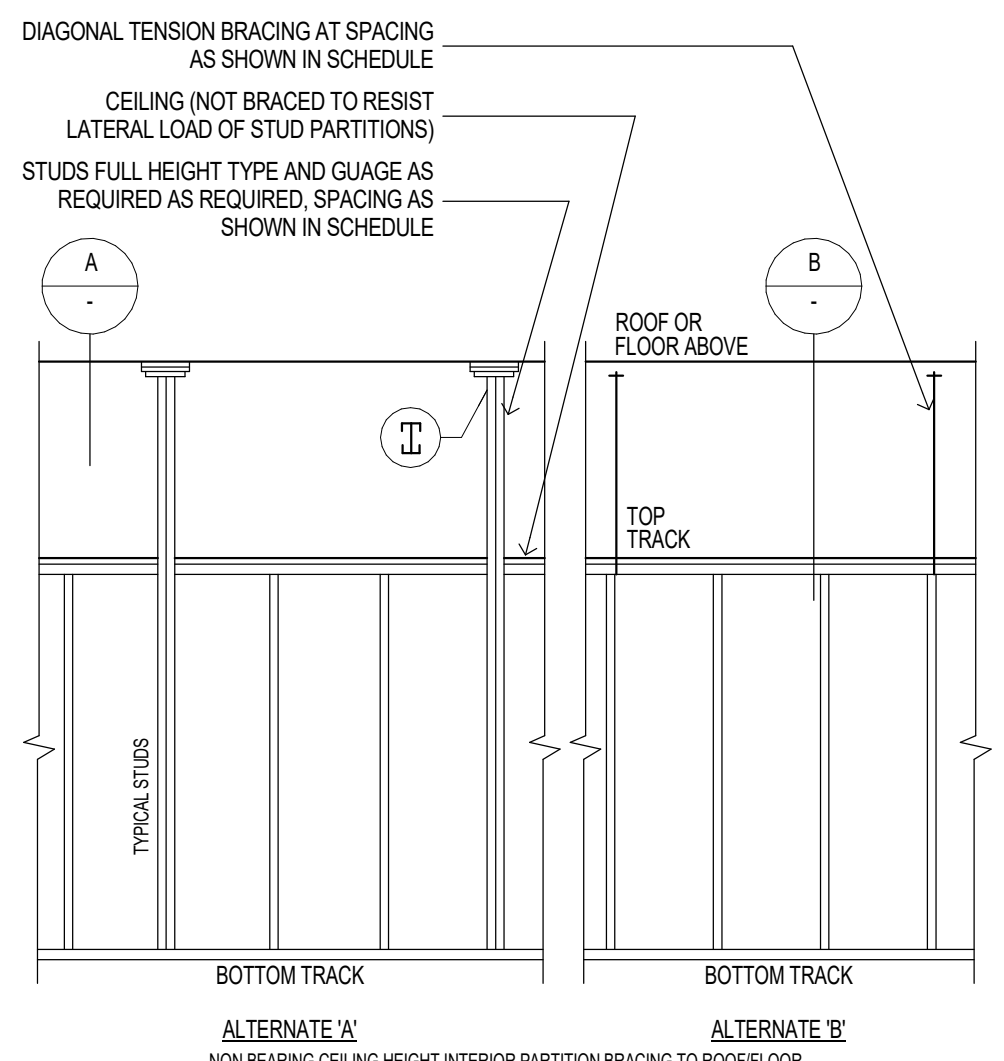 DIAGONAL TENSION BRACING AT SPACING
AS SHOWN IN SCHEDULE
CEILING (NOT BRACED TO RESIST
LATERAL LOAD OF STUD PARTITIONS)
STUDS FULL HEIGHT TYPE AND GUAGE AS
REQUIRED AS REQUIRED, SPACING AS
SHOWN IN SCHEDULE
A
-
B
-
ROOF OR
FLOOR ABOVE
TOP
TRACK
TYPICAL STUDS
BOTTOM TRACK
BOTTOM TRACK
ALTERNATE 'A'
ALTERNATE 'B'
NON BEARING CEILING HEIGHT INTERIOR PARTITION BRACING TO ROOF/FLOOR